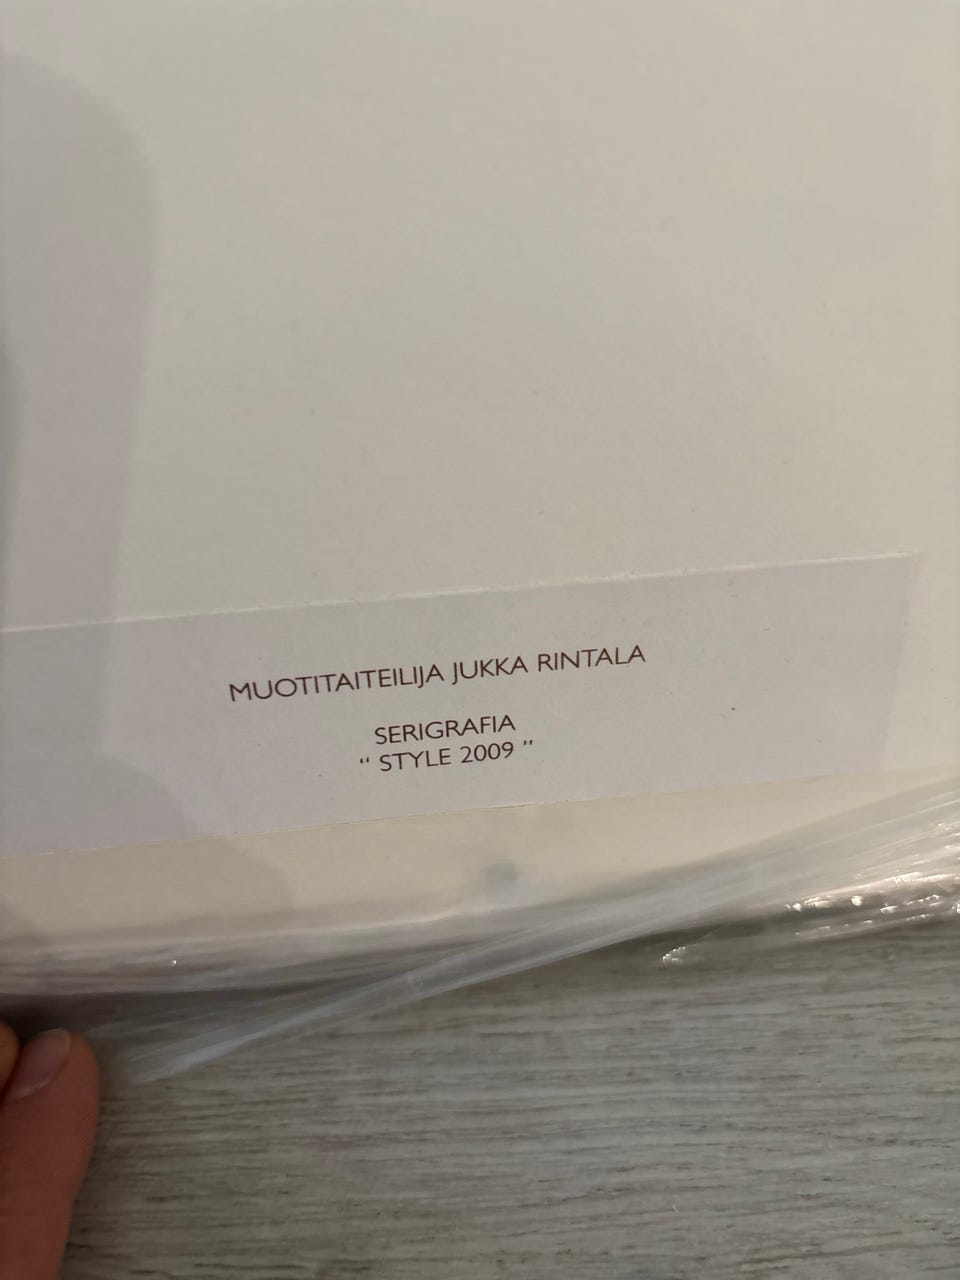 MUOTITAITEILIJA JUKKA RINTALA
SERIGRAFIA
“ STYLE 2009 ”